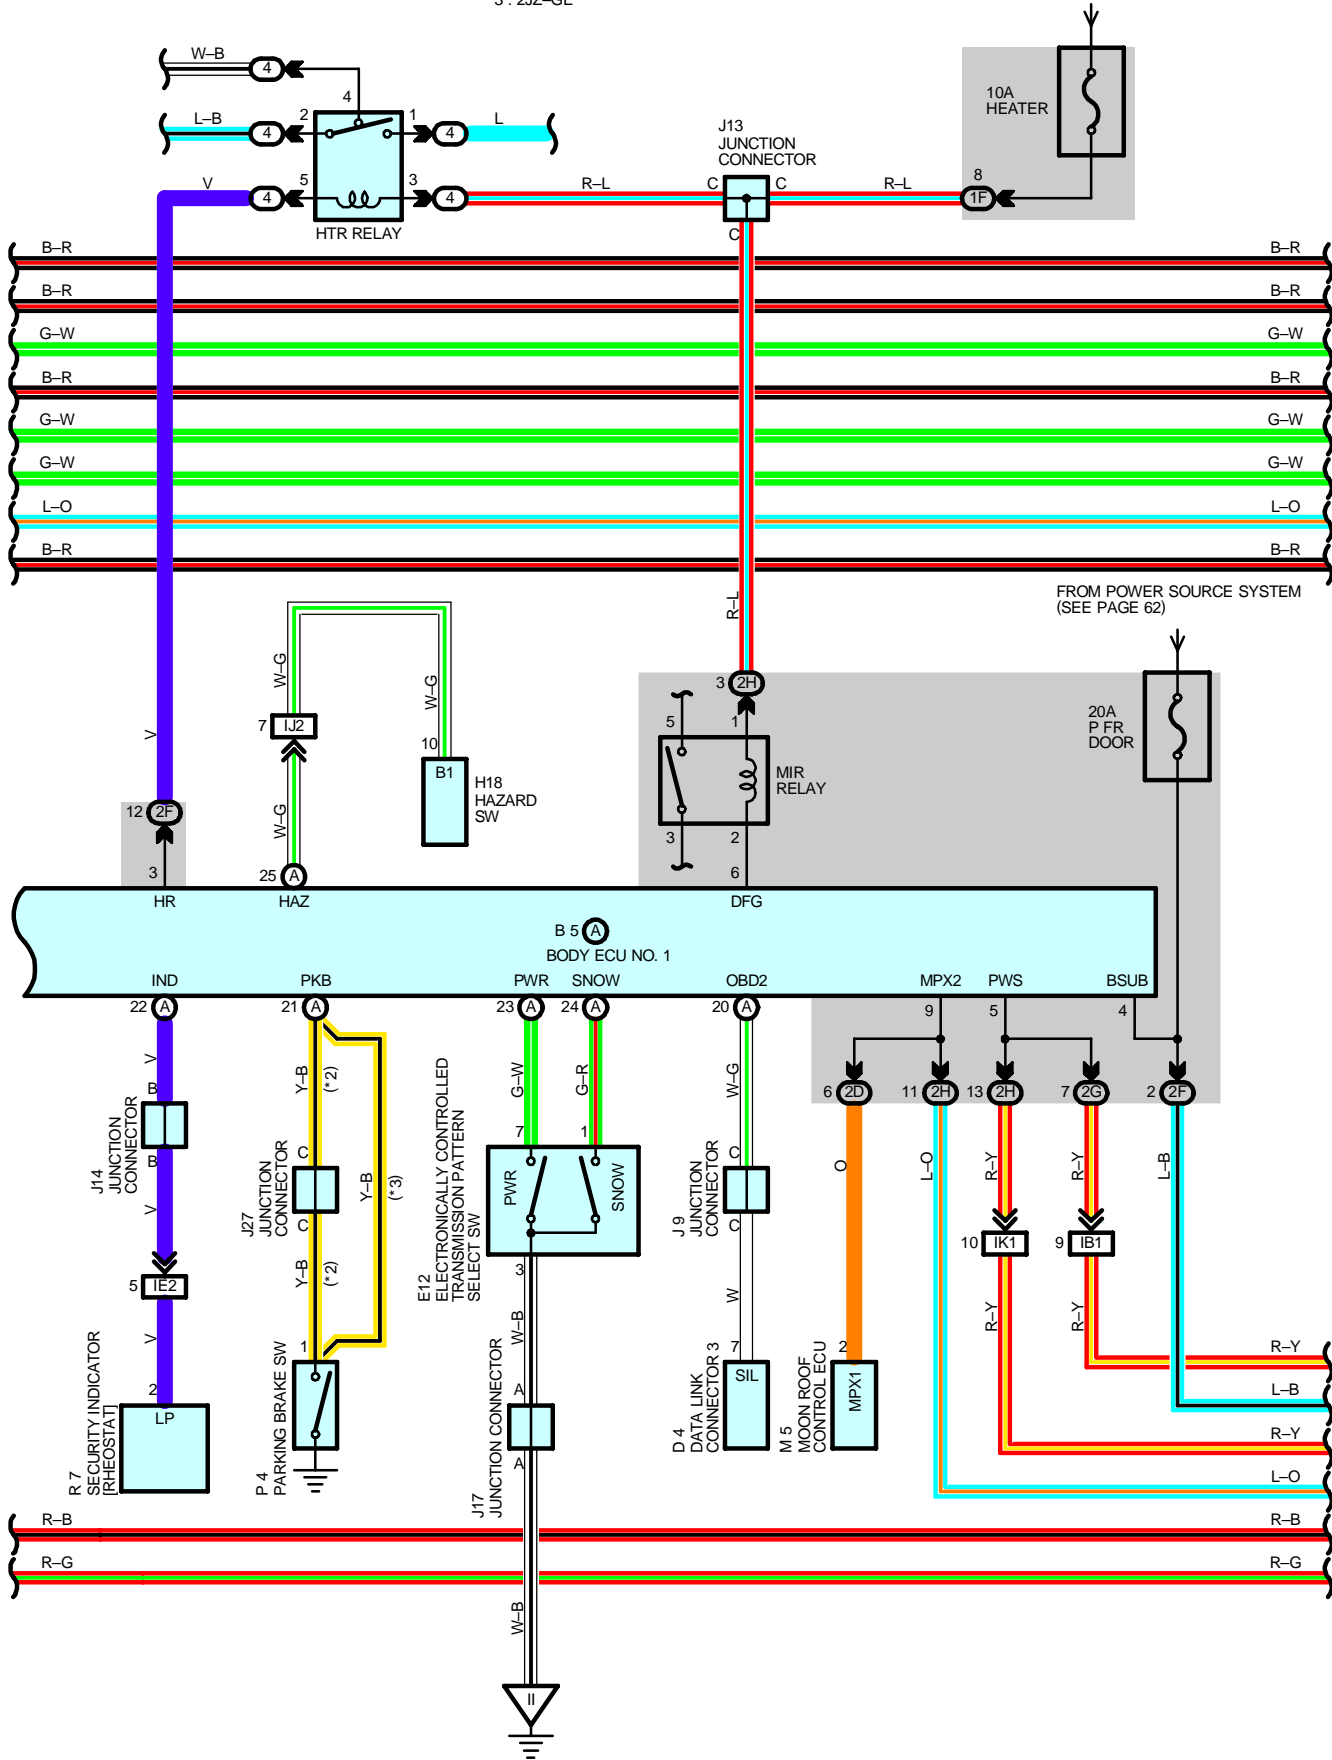 3 : 2JZ–GE
W–B
4
4
10A
HEATER
L–B
4
2
1
4
L
J13
JUNCTION
CONNECTOR
V
4
5
3
4
R–L
C
C
R–L
8
1F
HTR RELAY
C
B–R
B–R
B–R
B–R
G–W
G–W
B–R
B–R
G–W
G–W
G–W
G–W
L–O
L–O
B–R
B–R
R–L
FROM POWER SOURCE SYSTEM
(SEE PAGE 62)
W–G
W–G
3
2H
7
IJ2
5
1
20A
P FR
DOOR
V
10
B1
H18
HAZARD
SW
MIR
RELAY
12
2F
W–G
3
2
3
25
A
6
HR
HAZ
DFG
B 5
A
BODY ECU NO. 1
IND
PKB
PWR
SNOW
OBD2
MPX2
PWS
BSUB
22
A
21
A
23
A
24
A
20
A
9
5
4
V
Y–B
(*2)
G–W
G–R
W–G
6
2D
11
2H
13
2H
7
2G
2
2F
B
J14
JUNCTION
CONNECTOR
B
C
J27
JUNCTION
CONNECTOR
C
Y–B
(*3)
E12
ELECTRONICALLY CONTROLLED
TRANSMISSION PATTERN
SELECT SW
7
1
PWR
SNOW
3
C
J 9
JUNCTION
CONNECTOR
C
O
L–O
R–Y
R–Y
L–B
V
Y–B
(*2)
10
IK1
9
IB1
5
IE2
W–B
W
R–Y
R–Y
V
1
7
2
R–Y
R 7
SECURITY INDICATOR
[RHEOSTAT]
2
LP
P 4
PARKING BRAKE SW
J17
JUNCTION CONNECTOR
A
A
D 4
DATA LINK
CONNECTOR 3
SIL
M 5
MOON ROOF
CONTROL ECU
MPX1
L–B
R–Y
L–O
R–B
R–B
R–G
R–G
W–B
II